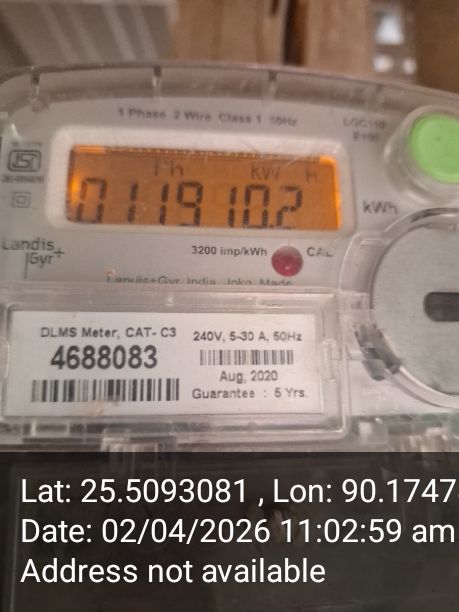 1 Phase 2 Wire Class 1 50Hz
kW H
011910.2
kWh
Landis+
Gyr+
3200 imp/kWh
CAL
DLMS Meter, CAT- C3
4688083
240V, 5-30 A, 50Hz
Aug, 2020
Guarantee : 5 Yrs.
Lat: 25.5093081 , Lon: 90.1747
Date: 02/04/2026 11:02:59 am
Address not available